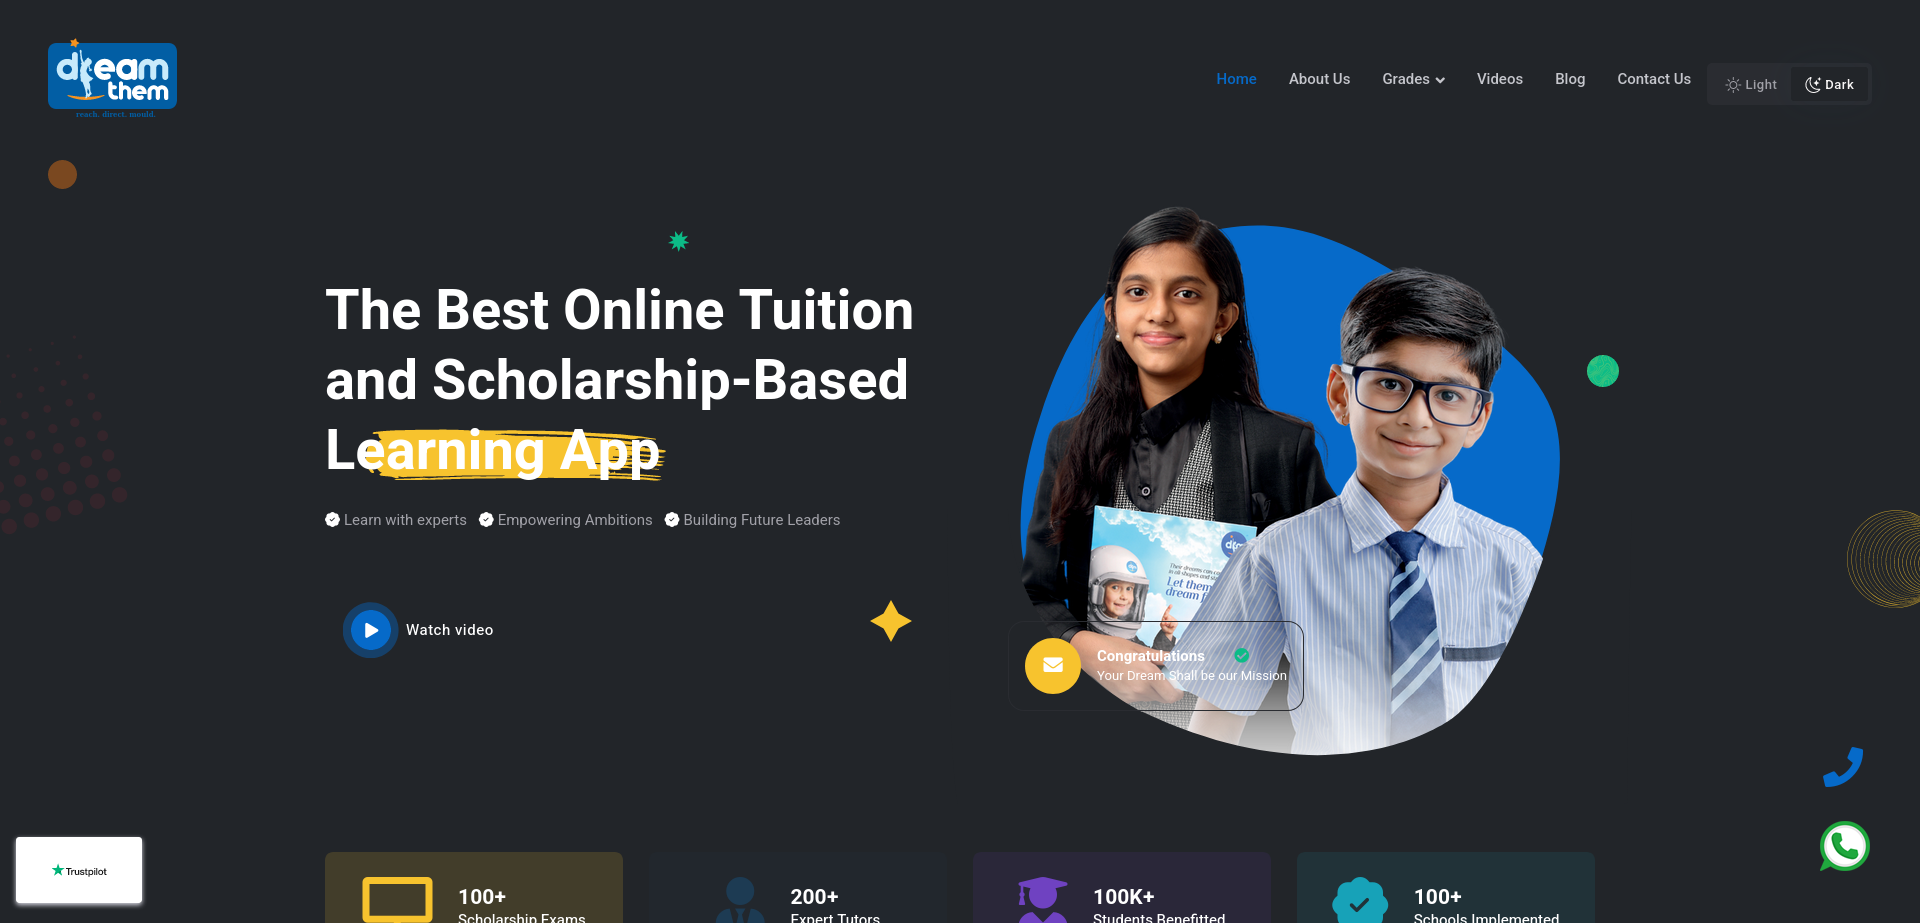 dream
them
reach. direct. mould.
Home
About Us
Grades
Videos
Blog
Contact Us
Light
Dark
The Best Online Tuition
and Scholarship-Based
Learning App
Learn with experts
Empowering Ambitions
Building Future Leaders
Watch video
Let them
Congratulations
Your Dream Shall be our Mission
Trustpilot
100+
Scholarship Exams
200+
Expert Tutors
100K+
Students Benefitted
100+
Schools Implemented